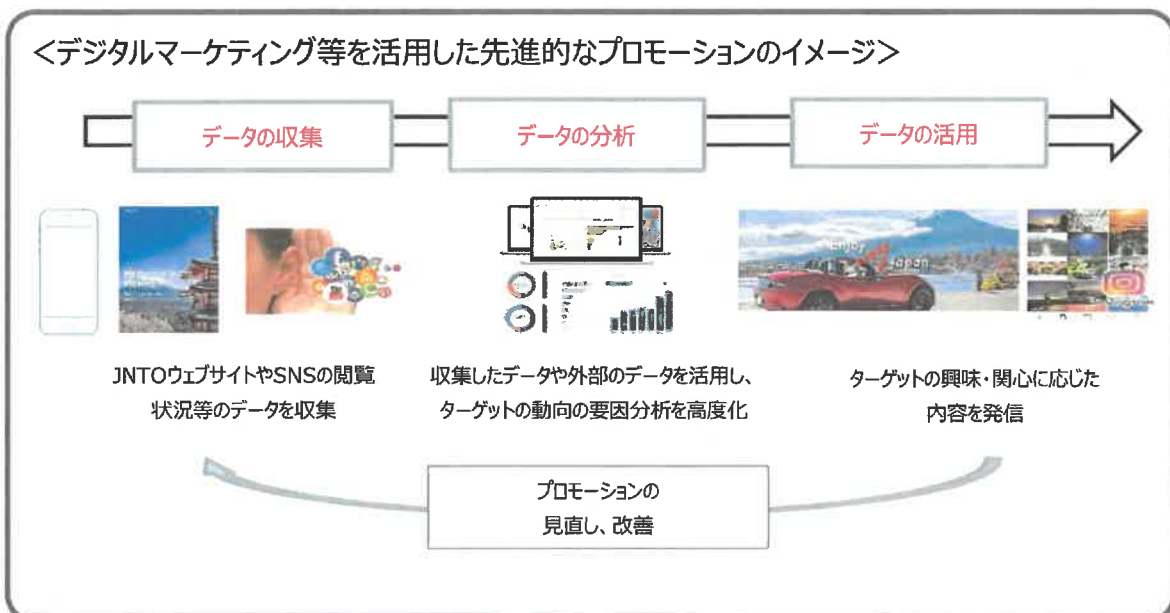 ＜デジタルマーケティング等を活用した先進的なプロモーションのイメージ＞
データの収集
データの分析
データの活用
Enjoy
Japan
JNTOウェブサイトやSNSの閲覧
状況等のデータを収集
収集したデータや外部のデータを活用し、
ターゲットの動向の要因分析を高度化
ターゲットの興味・関心に応じた
内容を発信
プロモーションの
見直し、改善